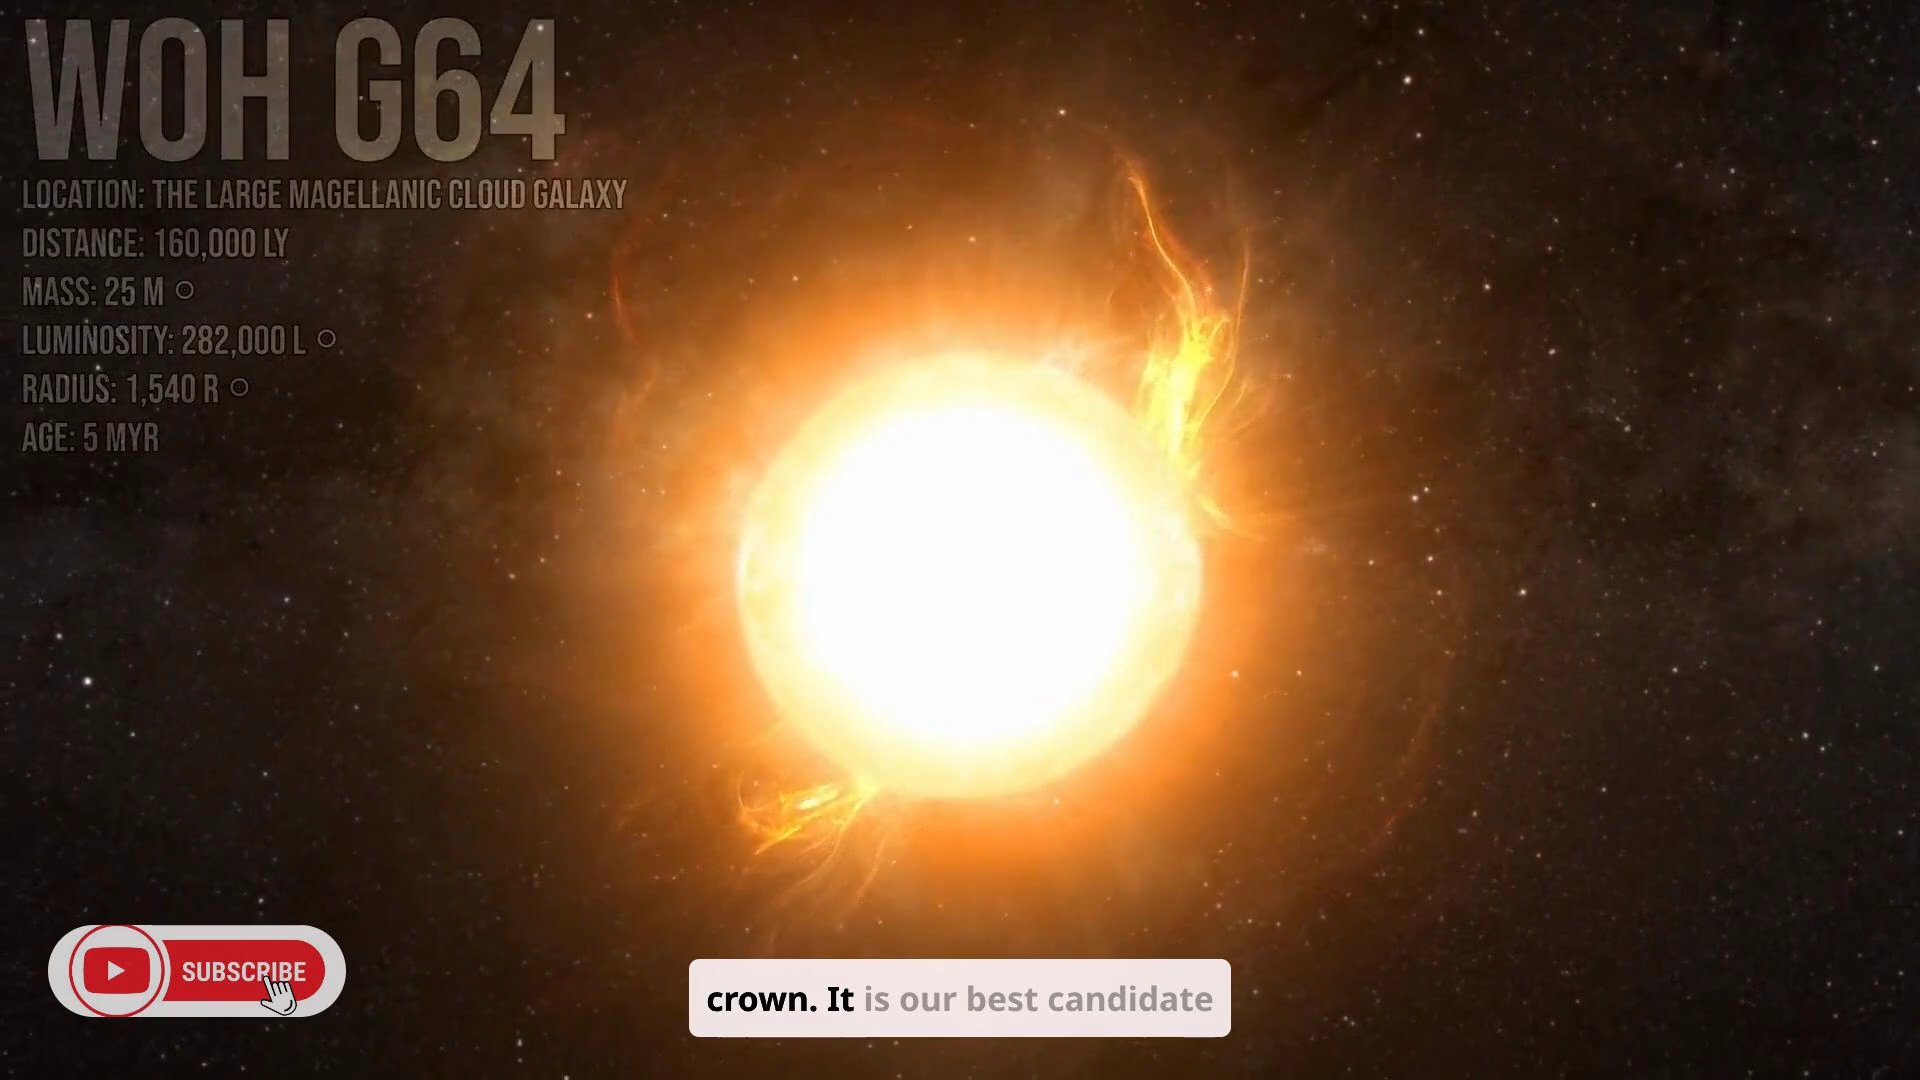 WOH G64
LOCATION: THE LARGE MAGELLANIC CLOUD GALAXY
DISTANCE: 160,000 LY
MASS: 25 M ☉
LUMINOSITY: 282,000 L ☉
RADIUS: 1,540 R ☉
AGE: 5 MYR
SUBSCRIBE
crown. It is our best candidate